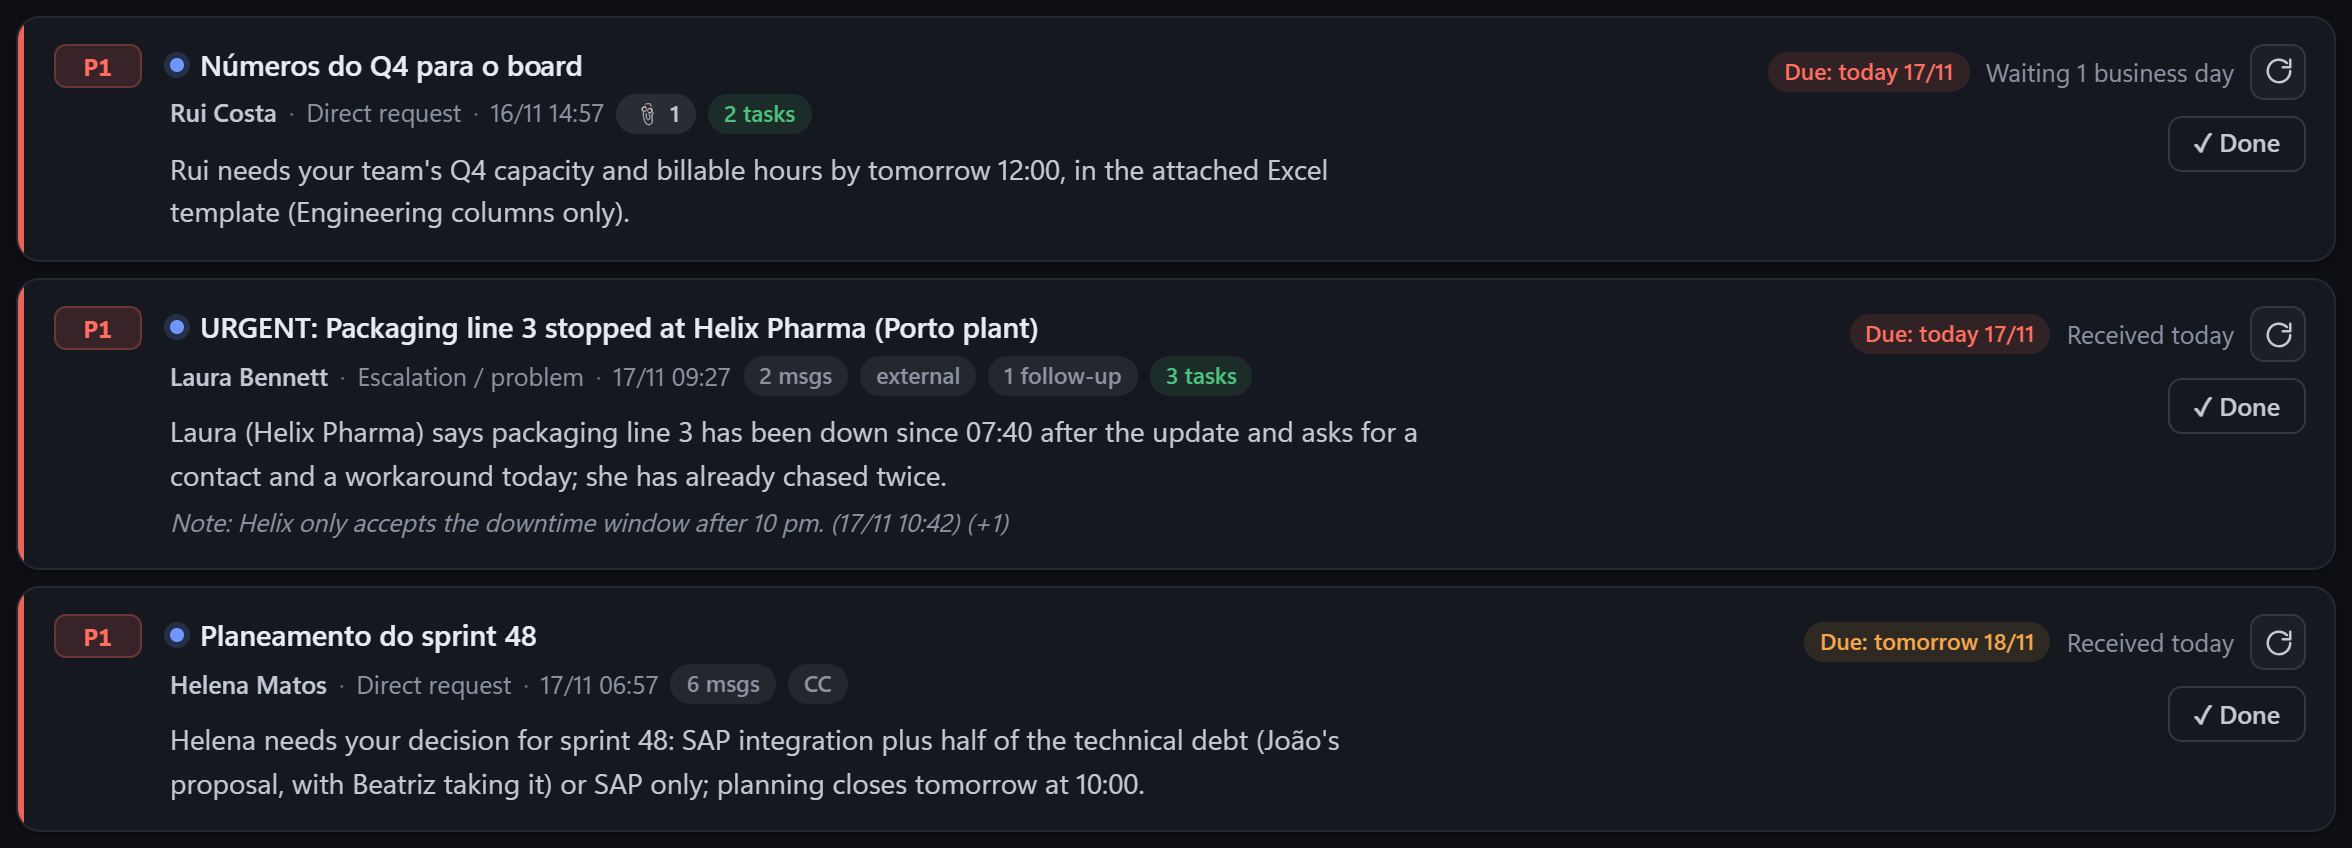 P1 Números do Q4 para o board Due: today 17/11 Waiting 1 business day
Rui Costa · Direct request · 16/11 14:57 1 2 tasks
✓ Done
Rui needs your team's Q4 capacity and billable hours by tomorrow 12:00, in the attached Excel
template (Engineering columns only).
P1 URGENT: Packaging line 3 stopped at Helix Pharma (Porto plant) Due: today 17/11 Received today
Laura Bennett · Escalation / problem · 17/11 09:27 2 msgs external 1 follow-up 3 tasks
✓ Done
Laura (Helix Pharma) says packaging line 3 has been down since 07:40 after the update and asks for a
contact and a workaround today; she has already chased twice.
Note: Helix only accepts the downtime window after 10 pm. (17/11 10:42) (+1)
P1 Planeamento do sprint 48 Due: tomorrow 18/11 Received today
Helena Matos · Direct request · 17/11 06:57 6 msgs CC
✓ Done
Helena needs your decision for sprint 48: SAP integration plus half of the technical debt (João's
proposal, with Beatriz taking it) or SAP only; planning closes tomorrow at 10:00.